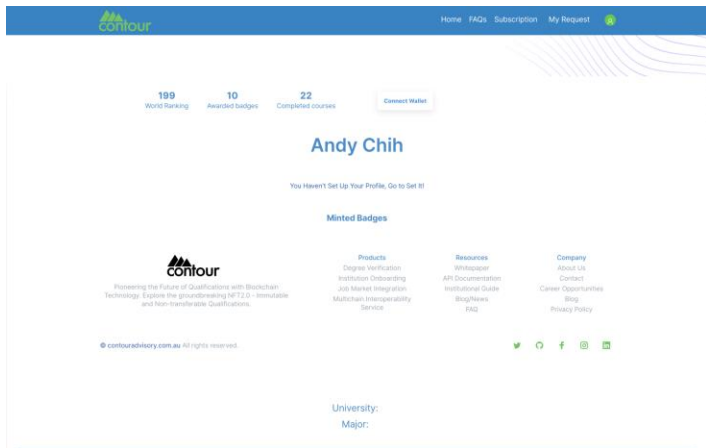 contour
Home FAQs Subscription My Request
199 10 22
World Ranking Awarded badges Completed courses
Connect Wallet
Andy Chih
You Haven't Set Up Your Profile, Go to Set It!
Minted Badges
contour
Pioneering the Future of Qualifications with Blockchain
Technology. Explore the groundbreaking NFT2.0 - Immutable
and Non-transferable Qualifications.
Products
Degree Verification
Institution Onboarding
Job Market Integration
Multichain Interoperability
Service
Resources
Whitepaper
API Documentation
Institutional Guide
Blog/News
FAQ
Company
About Us
Contact
Career Opportunites
Blog
Privacy Policy
© contouradvisory.com.au All rights reserved.
University:
Major: